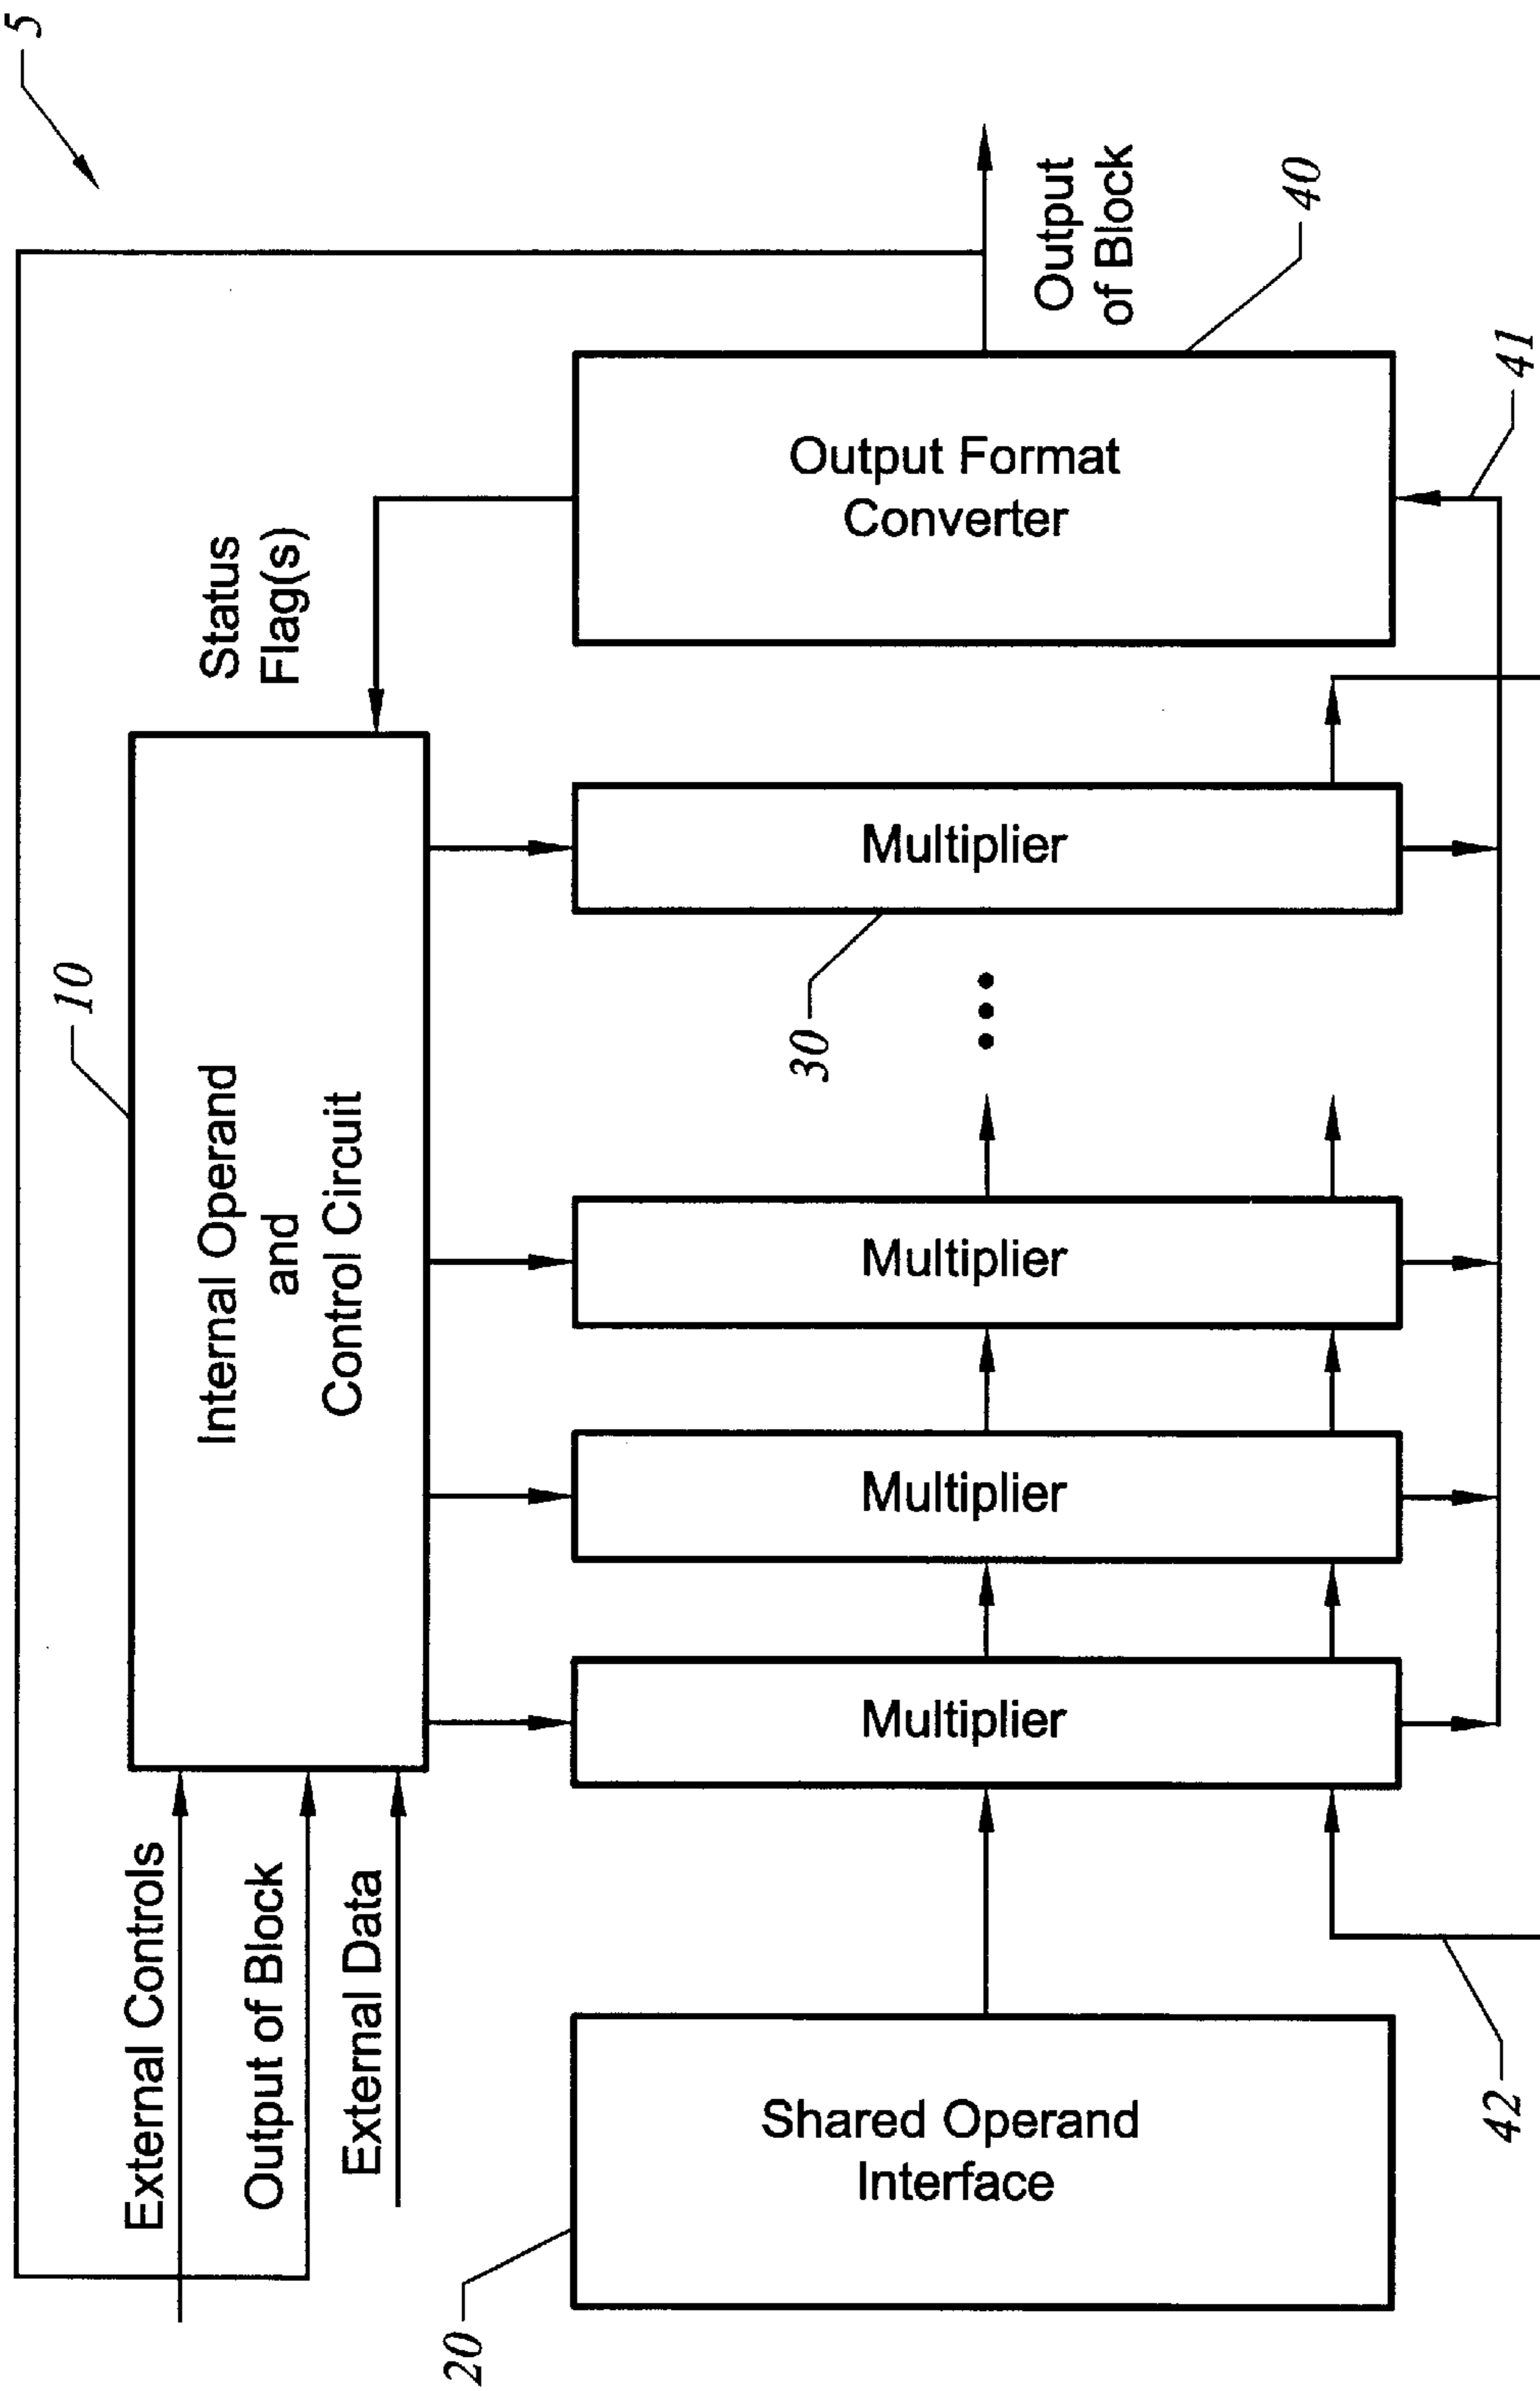 5
10
Internal Operand
and
Control Circuit
External Controls
Output of Block
External Data
Status
Flag(s)
20
Shared Operand
Interface
Multiplier
Multiplier
Multiplier
Multiplier
30
Output Format
Converter
Output
of Block
40
41
42